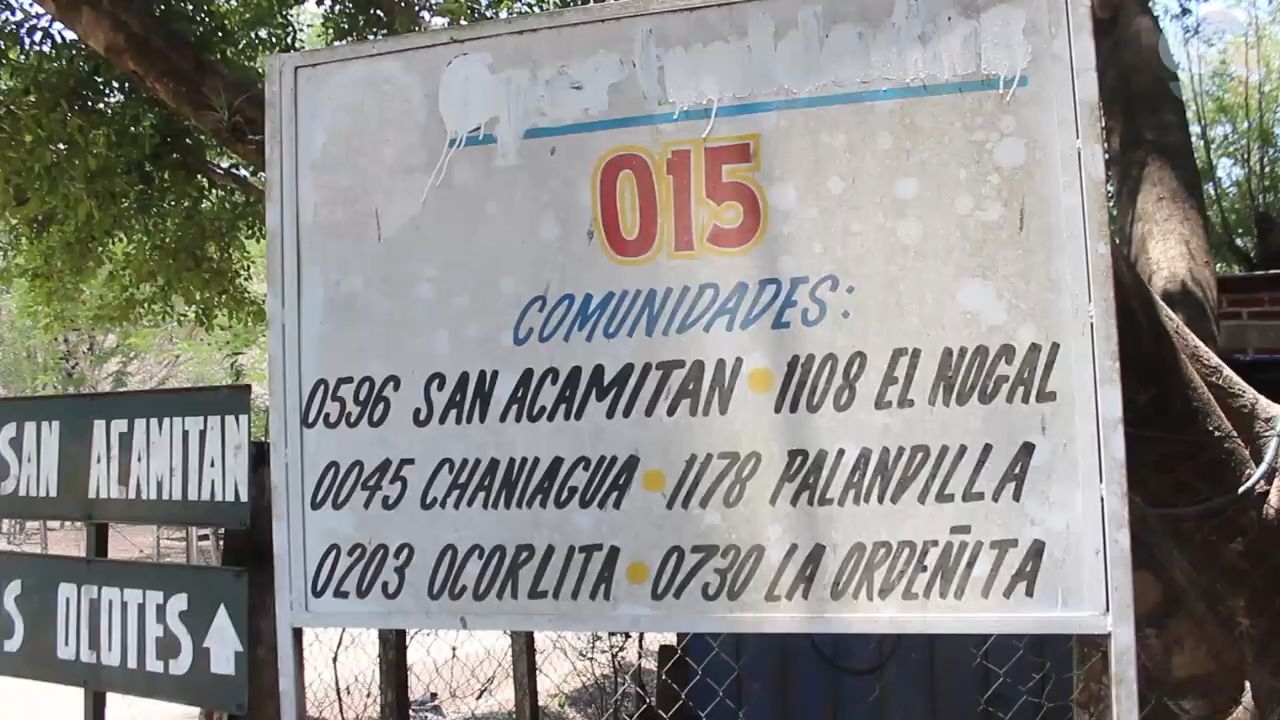 015
COMUNIDADES:
0596 SAN ACAMITAN • 1108 EL NOGAL
0045 CHANIAGUA • 1178 PALANDILLA
0203 OCORLITA • 0730 LA ORDEÑITA
SAN ACAMITAN
S OCOTES